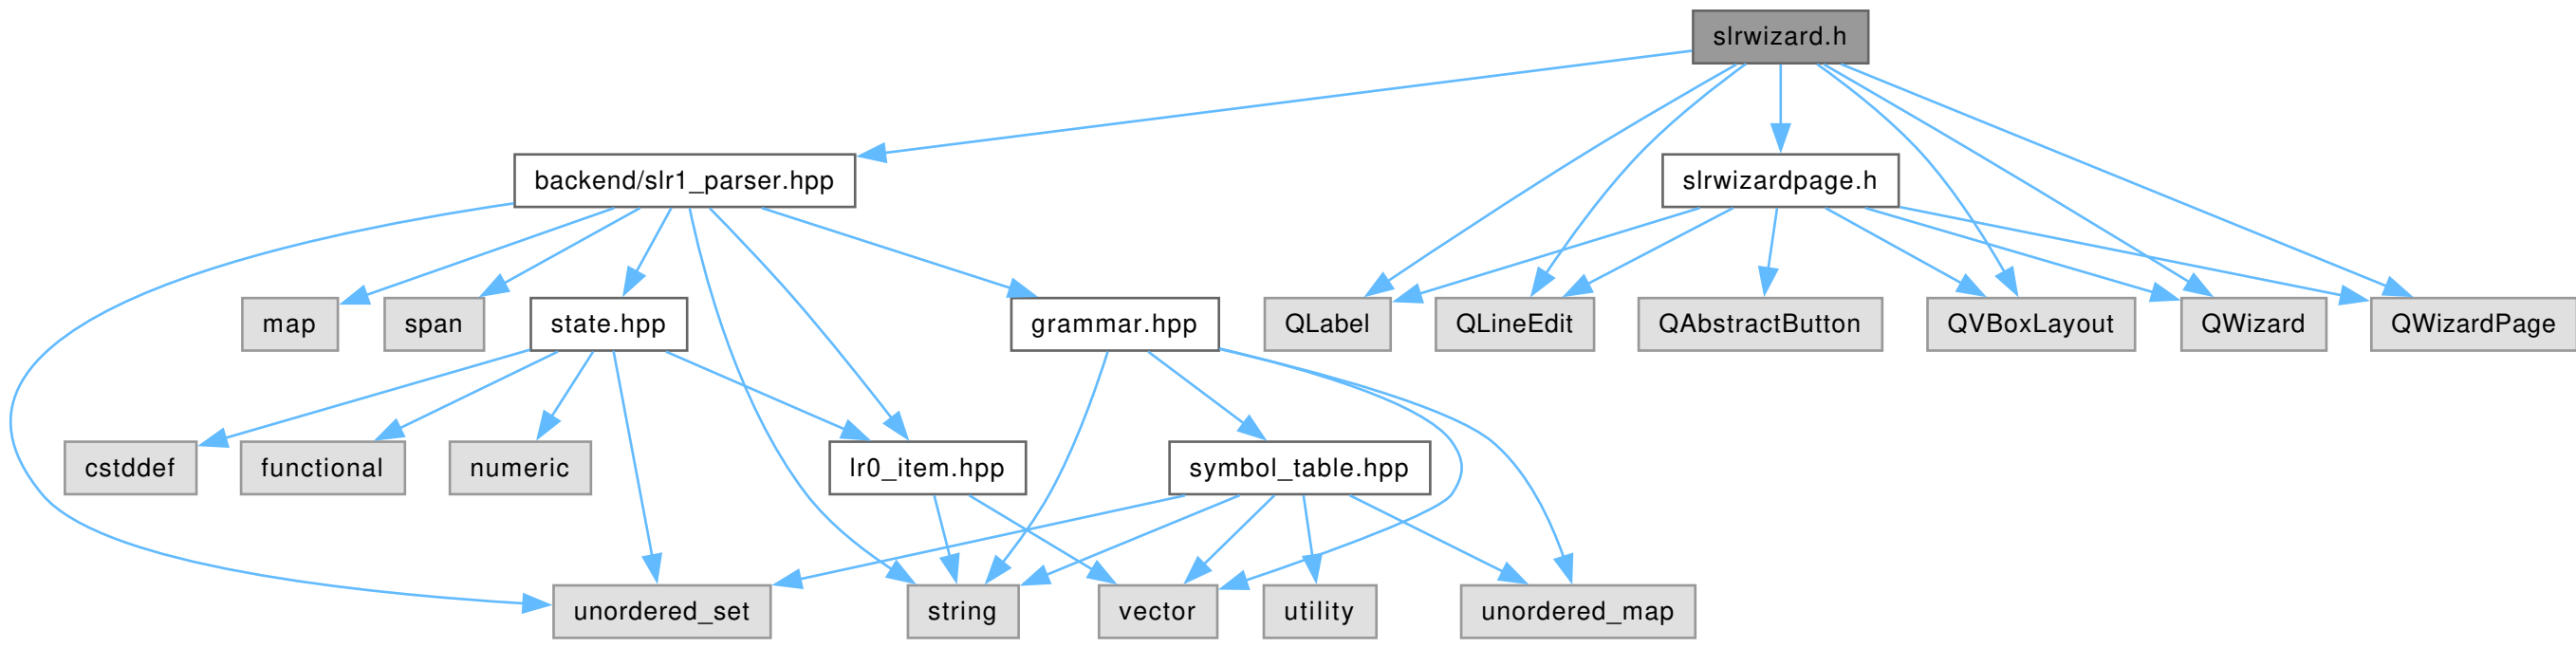 slrwizard.h
backend/slr1_parser.hpp
slrwizardpage.h
map
span
state.hpp
grammar.hpp
QLabel
QLineEdit
QAbstractButton
QVBoxLayout
QWizard
QWizardPage
cstddef
functional
numeric
lr0_item.hpp
symbol_table.hpp
unordered_set
string
vector
utility
unordered_map